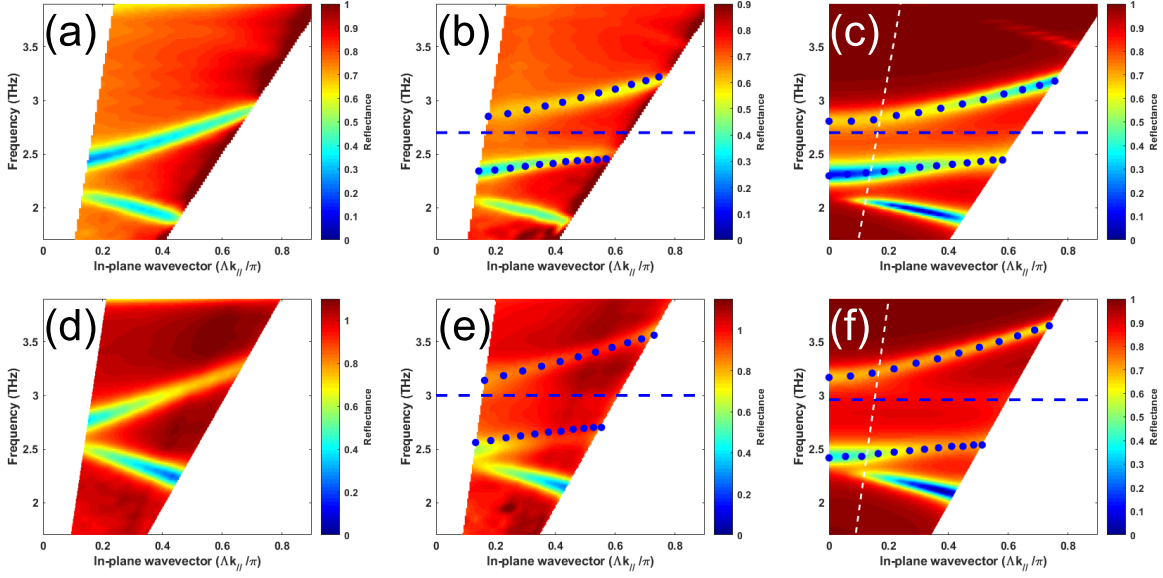 (a)
Frequency (THz)
3.5
3
2.5
2
0 0.2 0.4 0.6 0.8
In-plane wavevector (Λk//​/π)
1
0.9
0.8
0.7
0.6
0.5
0.4
0.3
0.2
0.1
0
Reflectance
(b)
Frequency (THz)
3.5
3
2.5
2
0 0.2 0.4 0.6 0.8
In-plane wavevector (Λk///π)
0.9
0.8
0.7
0.6
0.5
0.4
0.3
0.2
0.1
0
Reflectance
(c)
Frequency (THz)
3.5
3
2.5
2
0 0.2 0.4 0.6 0.8
In-plane wavevector (Λk///π)
1
0.9
0.8
0.7
0.6
0.5
0.4
0.3
0.2
0.1
0
Reflectance
(d)
Frequency (THz)
3.5
3
2.5
2
0 0.2 0.4 0.6 0.8
In-plane wavevector (Λk///π)
1
0.8
0.6
0.4
0.2
0
Reflectance
(e)
Frequency (THz)
3.5
3
2.5
2
0 0.2 0.4 0.6 0.8
In-plane wavevector (Λk///π)
1
0.8
0.6
0.4
0.2
0
Reflectance
(f)
Frequency (THz)
3.5
3
2.5
2
0 0.2 0.4 0.6 0.8
In-plane wavevector (Λk///π)
1
0.9
0.8
0.7
0.6
0.5
0.4
0.3
0.2
0.1
0
Reflectance